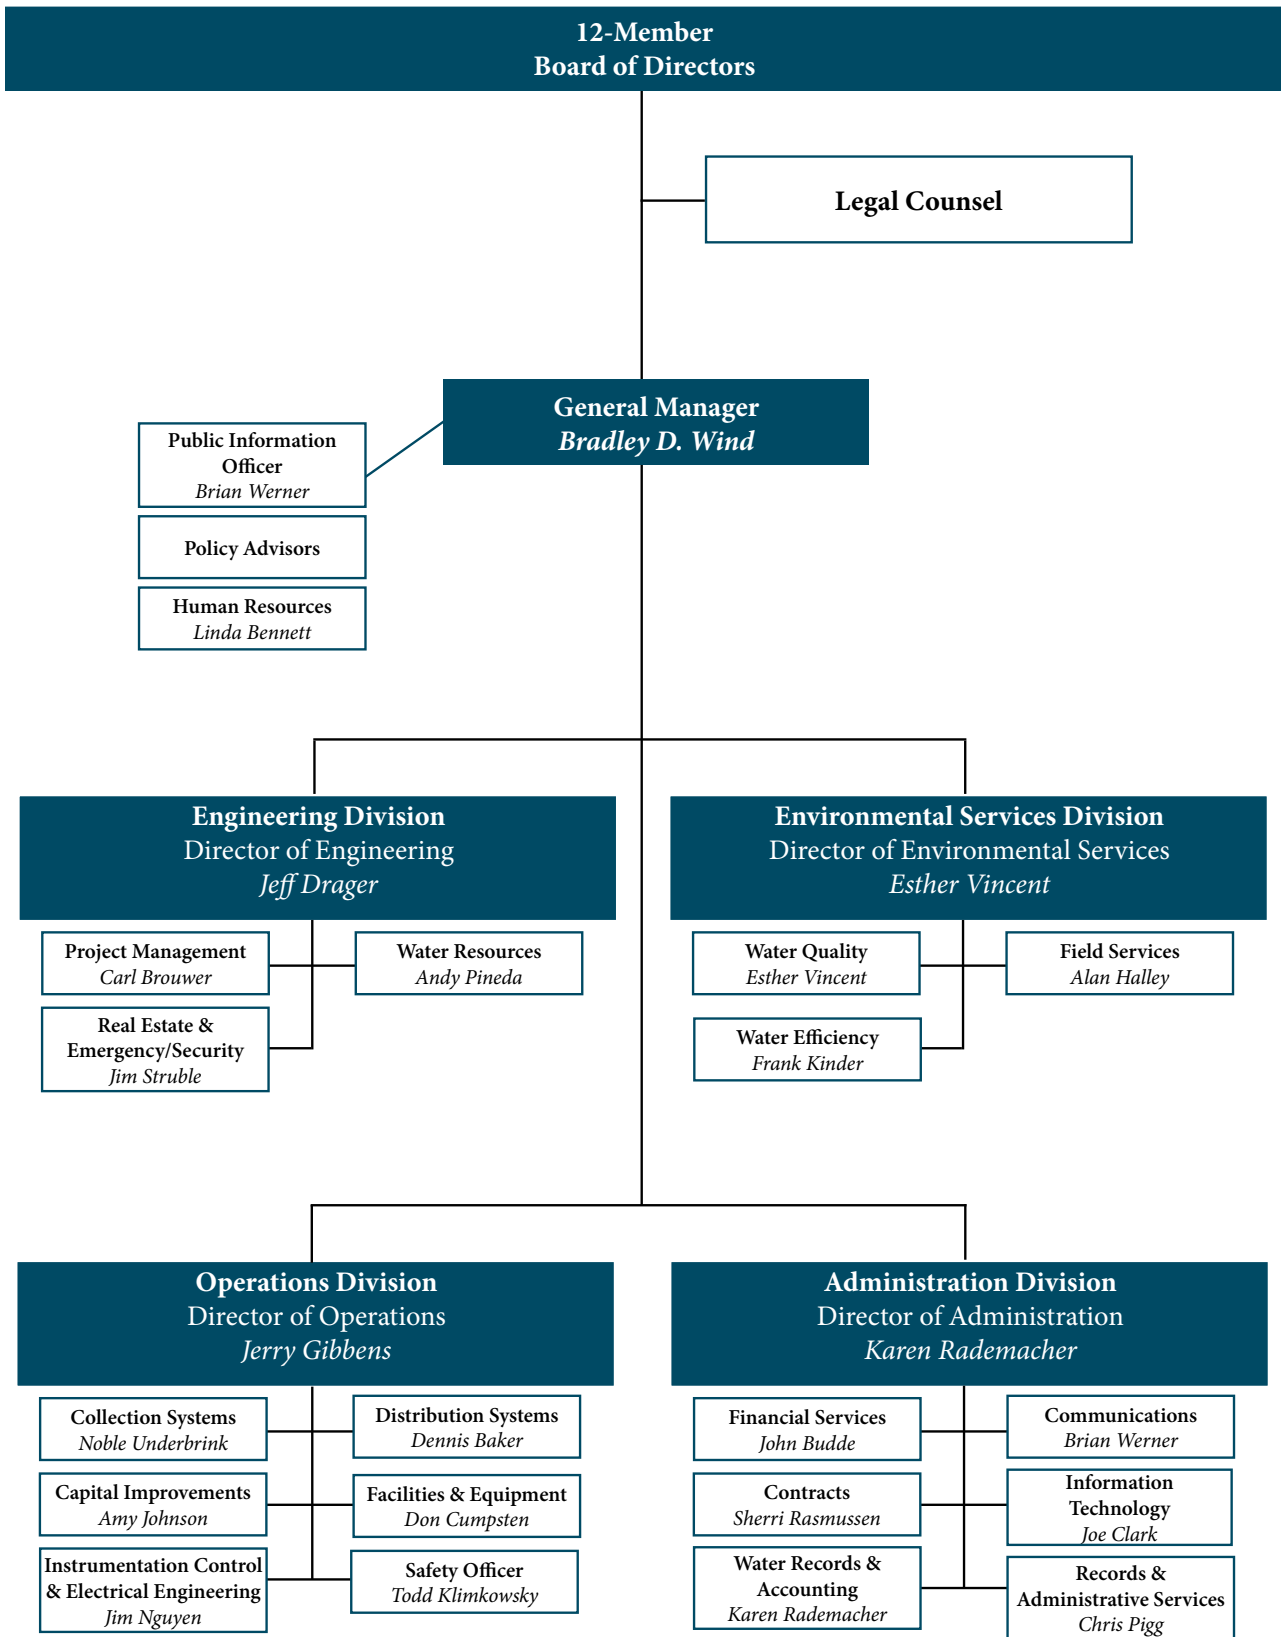 12-Member
Board of Directors
Legal Counsel
General Manager
Bradley D. Wind
Public Information
Officer
Brian Werner
Policy Advisors
Human Resources
Linda Bennett
Engineering Division
Director of Engineering
Jeff Drager
Project Management
Carl Brouwer
Water Resources
Andy Pineda
Real Estate &
Emergency/Security
Jim Struble
Environmental Services Division
Director of Environmental Services
Esther Vincent
Water Quality
Esther Vincent
Field Services
Alan Halley
Water Efficiency
Frank Kinder
Operations Division
Director of Operations
Jerry Gibbens
Collection Systems
Noble Underbrink
Distribution Systems
Dennis Baker
Capital Improvements
Amy Johnson
Facilities & Equipment
Don Cumpsten
Instrumentation Control
& Electrical Engineering
Jim Nguyen
Safety Officer
Todd Klimkowsky
Administration Division
Director of Administration
Karen Rademacher
Financial Services
John Budde
Communications
Brian Werner
Contracts
Sherri Rasmussen
Information
Technology
Joe Clark
Water Records &
Accounting
Karen Rademacher
Records &
Administrative Services
Chris Pigg